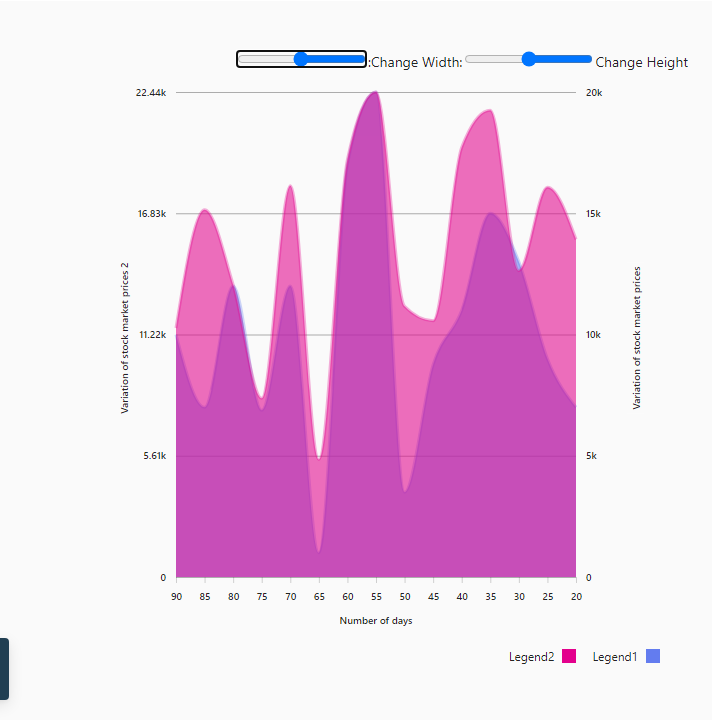 :Change Width: Change Height
22.44k 20k
16.83k 15k
11.22k 10k
5.61k 5k
0 0
Variation of stock market prices 2
Variation of stock market prices
90 85 80 75 70 65 60 55 50 45 40 35 30 25 20
Number of days
Legend2 Legend1